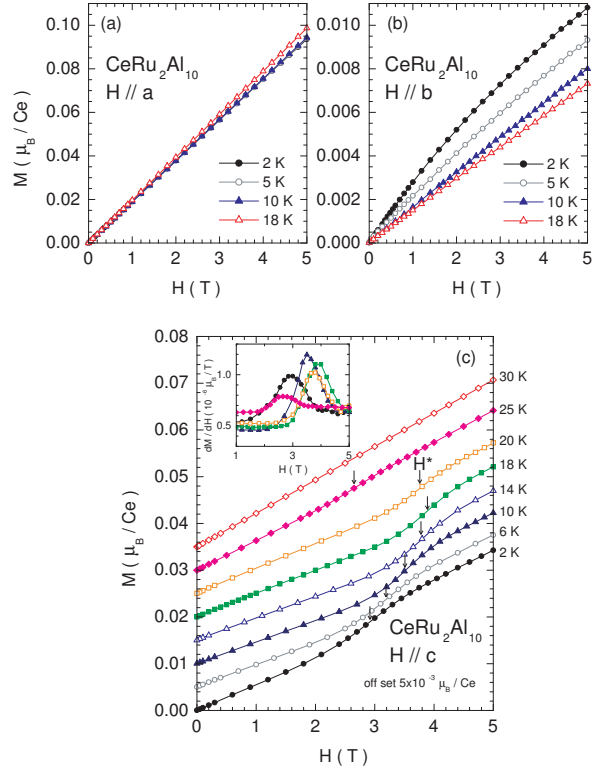 (a)
CeRu2Al10
H // a
2 K
5 K
10 K
18 K
0.10
0.08
0.06
0.04
0.02
0.00
M ( μB / Ce )
0 1 2 3 4 5
H ( T )
(b)
CeRu2Al10
H // b
2 K
5 K
10 K
18 K
0.010
0.008
0.006
0.004
0.002
0.000
0 1 2 3 4 5
H ( T )
(c)
0.08
0.07
0.06
0.05
0.04
0.03
0.02
0.01
0.00
M ( μB / Ce )
1.0
0.5
dM / dH ( 10-6 μB / T )
1 3 5
H ( T )
30 K
25 K
20 K
18 K
14 K
10 K
6 K
2 K
H*
CeRu2Al10
H // c
off set 5x10-3 μB / Ce
0 1 2 3 4 5
H ( T )